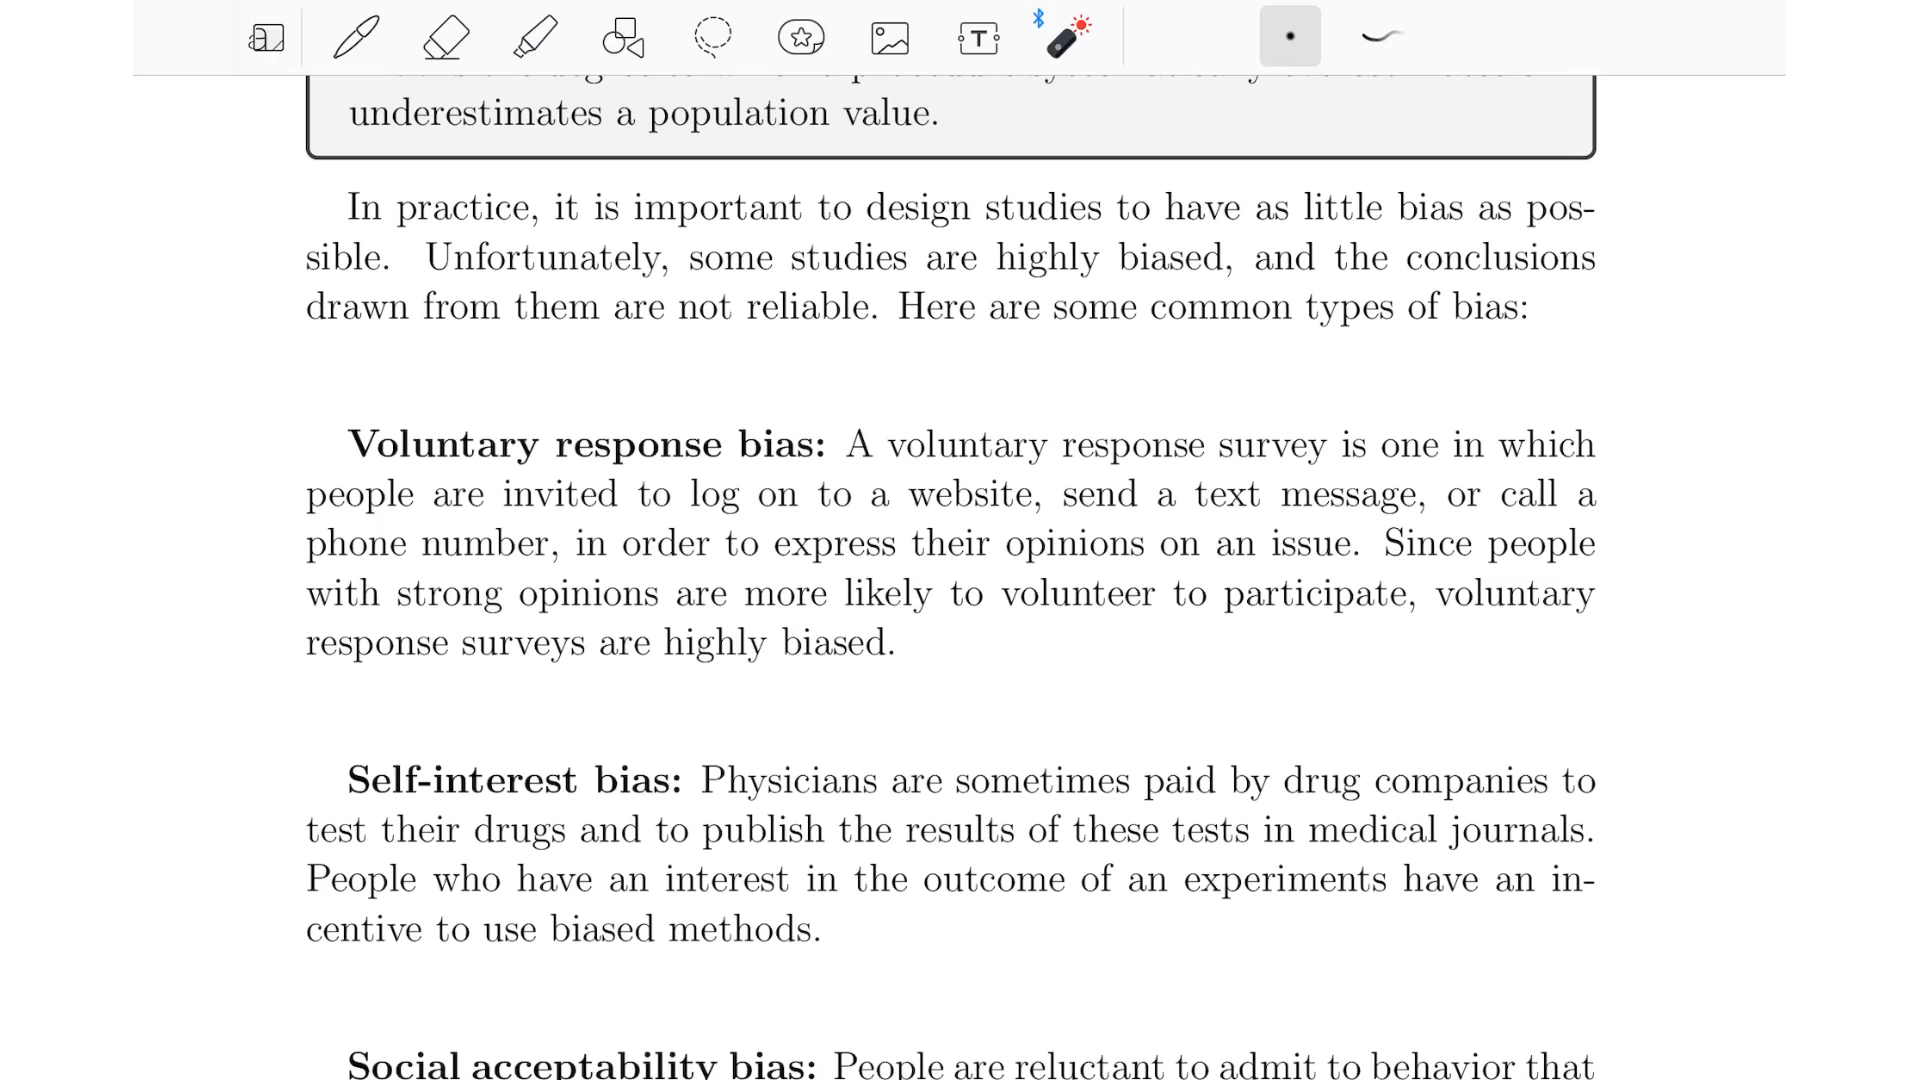 underestimates a population value.
In practice, it is important to design studies to have as little bias as pos-
sible. Unfortunately, some studies are highly biased, and the conclusions
drawn from them are not reliable. Here are some common types of bias:
Voluntary response bias: A voluntary response survey is one in which
people are invited to log on to a website, send a text message, or call a
phone number, in order to express their opinions on an issue. Since people
with strong opinions are more likely to volunteer to participate, voluntary
response surveys are highly biased.
Self-interest bias: Physicians are sometimes paid by drug companies to
test their drugs and to publish the results of these tests in medical journals.
People who have an interest in the outcome of an experiments have an in-
centive to use biased methods.
Social acceptability bias: People are reluctant to admit to behavior that